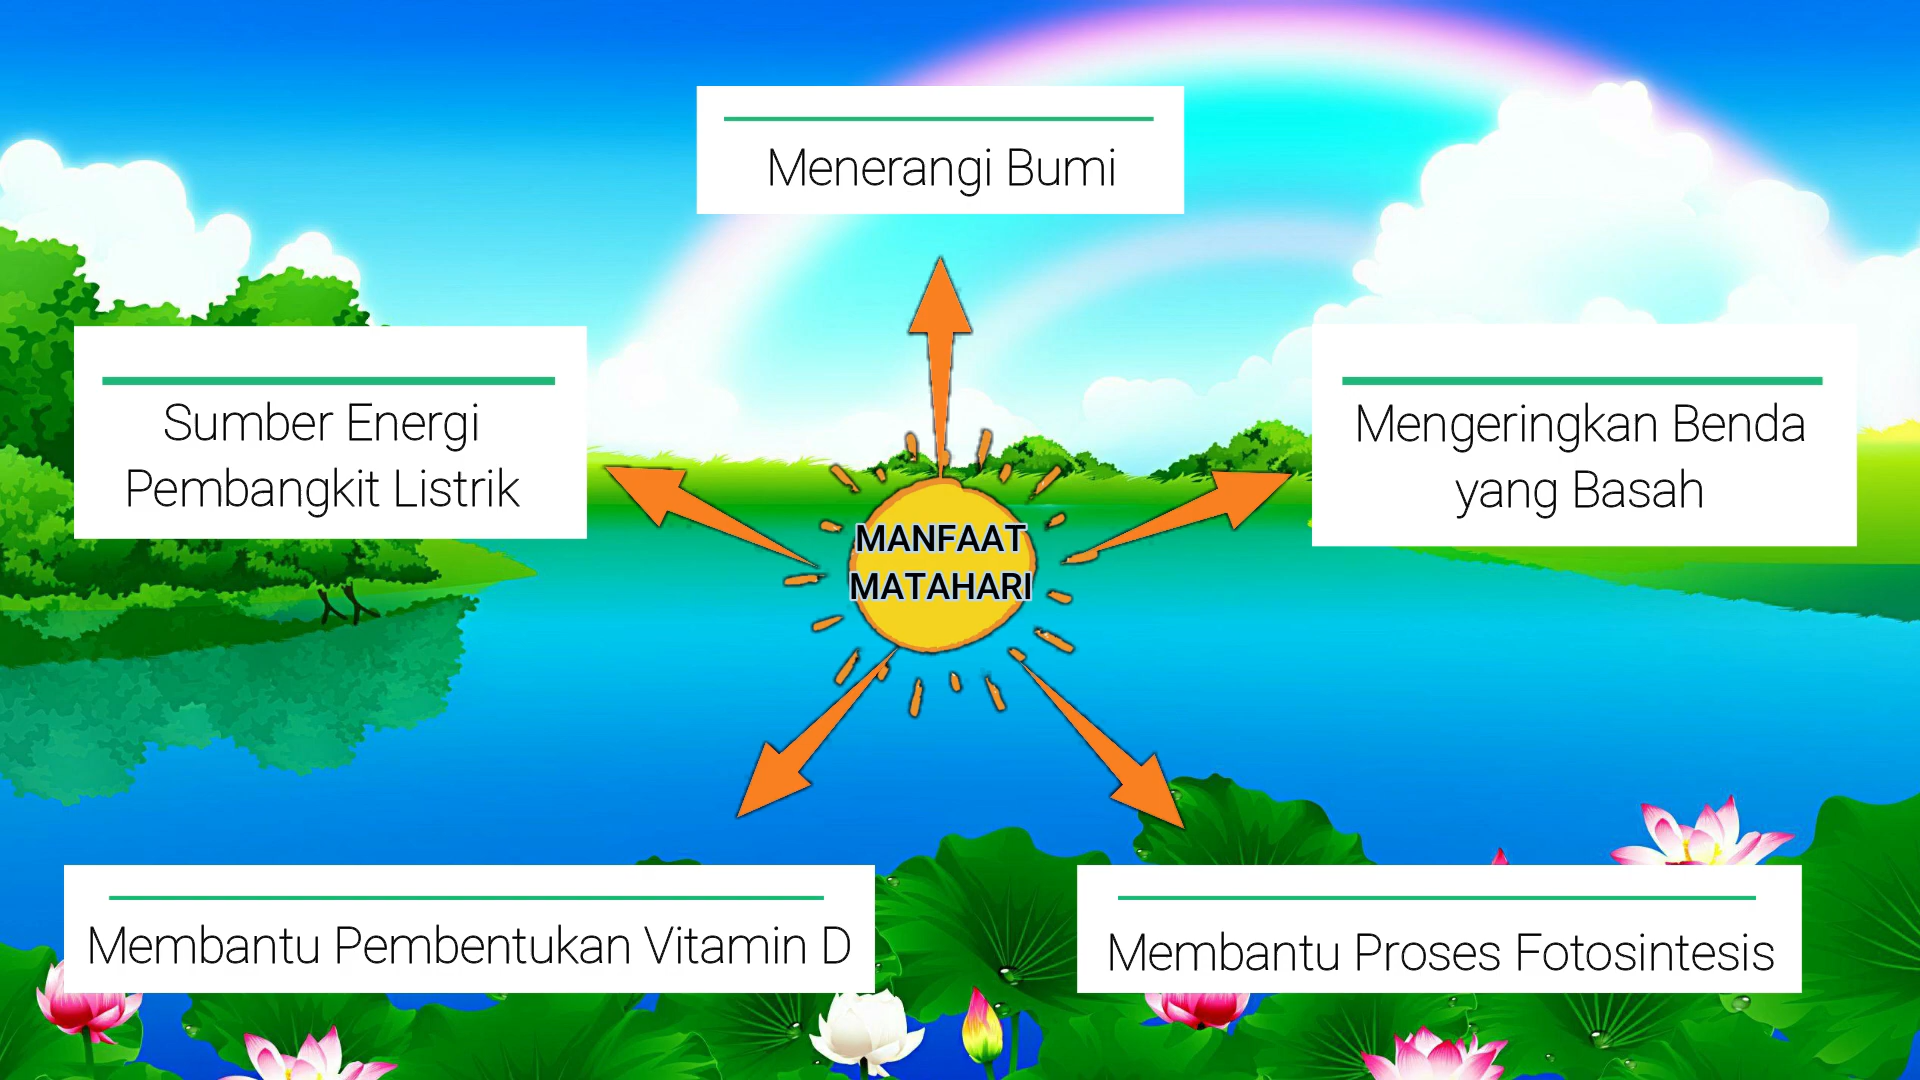 Menerangi Bumi
Sumber Energi
Pembangkit Listrik
Mengeringkan Benda
yang Basah
MANFAAT
MATAHARI
Membantu Pembentukan Vitamin D
Membantu Proses Fotosintesis